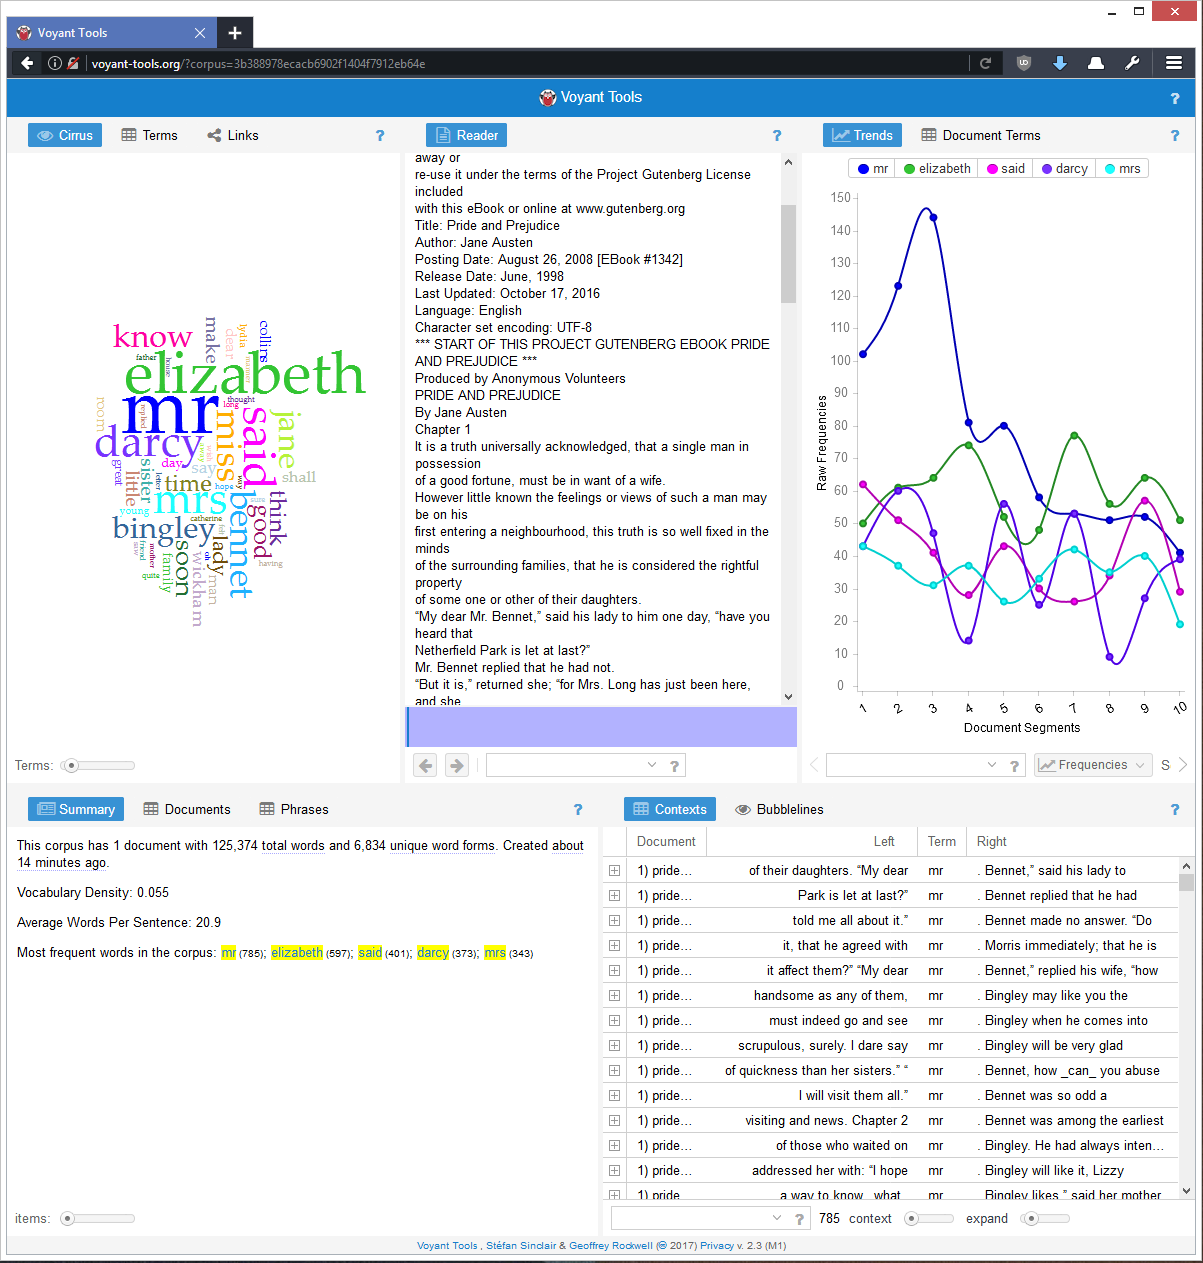 Voyant Tools
voyant-tools.org/?corpus=3b388978ecacb6902f1404f7912eb64e
Voyant Tools
?
Cirrus Terms Links ?
know
make
dear
lydia
collins
father
house
manner
elizabeth
mr
replied
long
thought
room
darcy
miss
said
jane
great
sister
little
day
say
way
wish
letter
time
hope
shall
young
mrs
sure
catherine
bingley
bennet
good
think
saw
friend
mother
quite
family
soon
wickham
oh
lady
man
having
Terms:
Reader ?
away or
re-use it under the terms of the Project Gutenberg License
included
with this eBook or online at www.gutenberg.org
Title: Pride and Prejudice
Author: Jane Austen
Posting Date: August 26, 2008 [EBook #1342]
Release Date: June, 1998
Last Updated: October 17, 2016
Language: English
Character set encoding: UTF-8
*** START OF THIS PROJECT GUTENBERG EBOOK PRIDE
AND PREJUDICE ***
Produced by Anonymous Volunteers
PRIDE AND PREJUDICE
By Jane Austen
Chapter 1
It is a truth universally acknowledged, that a single man in
possession
of a good fortune, must be in want of a wife.
However little known the feelings or views of such a man may
be on his
first entering a neighbourhood, this truth is so well fixed in the
minds
of the surrounding families, that he is considered the rightful
property
of some one or other of their daughters.
“My dear Mr. Bennet,” said his lady to him one day, “have you
heard that
Netherfield Park is let at last?”
Mr. Bennet replied that he had not.
“But it is,” returned she; “for Mrs. Long has just been here,
and she
?
Trends Document Terms ?
mr elizabeth said darcy mrs
150
140
130
120
110
100
90
80
70
60
50
40
30
20
10
0
Raw Frequencies
1 2 3 4 5 6 7 8 9 10
Document Segments
? Frequencies S
Summary Documents Phrases ?
This corpus has 1 document with 125,374 total words and 6,834 unique word forms. Created about
14 minutes ago.
Vocabulary Density: 0.055
Average Words Per Sentence: 20.9
Most frequent words in the corpus: mr (785); elizabeth (597); said (401); darcy (373); mrs (343)
items:
Contexts Bubblelines ?
Document Left Term Right
1) pride... of their daughters. “My dear mr . Bennet,” said his lady to
1) pride... Park is let at last?” mr . Bennet replied that he had
1) pride... told me all about it.” mr . Bennet made no answer. “Do
1) pride... it, that he agreed with mr . Morris immediately; that he is
1) pride... it affect them?” “My dear mr . Bennet,” replied his wife, “how
1) pride... handsome as any of them, mr . Bingley may like you the
1) pride... must indeed go and see mr . Bingley when he comes into
1) pride... scrupulous, surely. I dare say mr . Bingley will be very glad
1) pride... of quickness than her sisters.” “ mr . Bennet, how _can_ you abuse
1) pride... I will visit them all.” mr . Bennet was so odd a
1) pride... visiting and news. Chapter 2 mr . Bennet was among the earliest
1) pride... of those who waited on mr . Bingley. He had always inten...
1) pride... addressed her with: “I hope mr . Bingley will like it, Lizzy
1) pride... a way to know what mr . Bingley likes,” said her mother
? 785 context expand
Voyant Tools , Stéfan Sinclair & Geoffrey Rockwell (© 2017) Privacy v. 2.3 (M1)